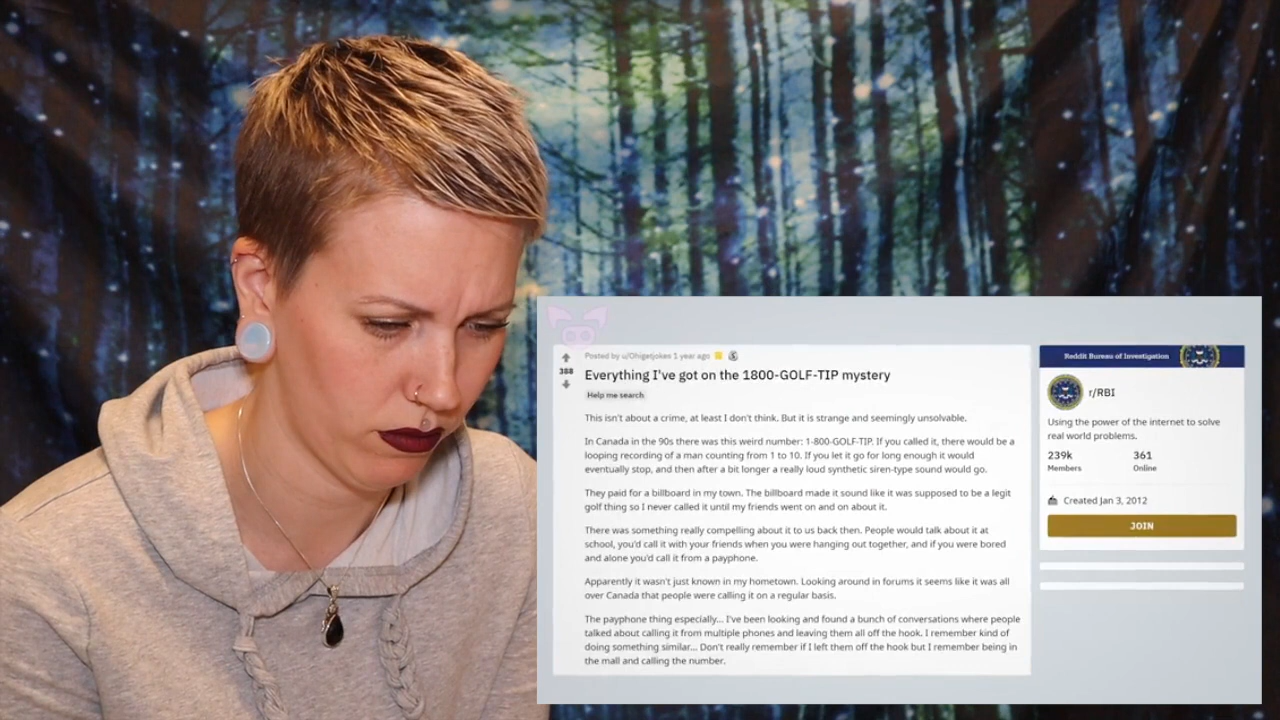 Posted by u/Ohigetjokes 1 year ago
388
Everything I've got on the 1800-GOLF-TIP mystery
Help me search
This isn't about a crime, at least I don't think. But it is strange and seemingly unsolvable.
In Canada in the 90s there was this weird number: 1-800-GOLF-TIP. If you called it, there would be a
looping recording of a man counting from 1 to 10. If you let it go for long enough it would
eventually stop, and then after a bit longer a really loud synthetic siren-type sound would go.
They paid for a billboard in my town. The billboard made it sound like it was supposed to be a legit
golf thing so I never called it until my friends went on and on about it.
There was something really compelling about it to us back then. People would talk about it at
school, you'd call it with your friends when you were hanging out together, and if you were bored
and alone you'd call it from a payphone.
Apparently it wasn't just known in my hometown. Looking around in forums it seems like it was all
over Canada that people were calling it on a regular basis.
The payphone thing especially... I've been looking and found a bunch of conversations where people
talked about calling it from multiple phones and leaving them all off the hook. I remember kind of
doing something similar... Don't really remember if I left them off the hook but I remember being in
the mall and calling the number.
Reddit Bureau of Investigation
r/RBI
Using the power of the internet to solve
real world problems.
239k 361
Members Online
Created Jan 3, 2012
JOIN